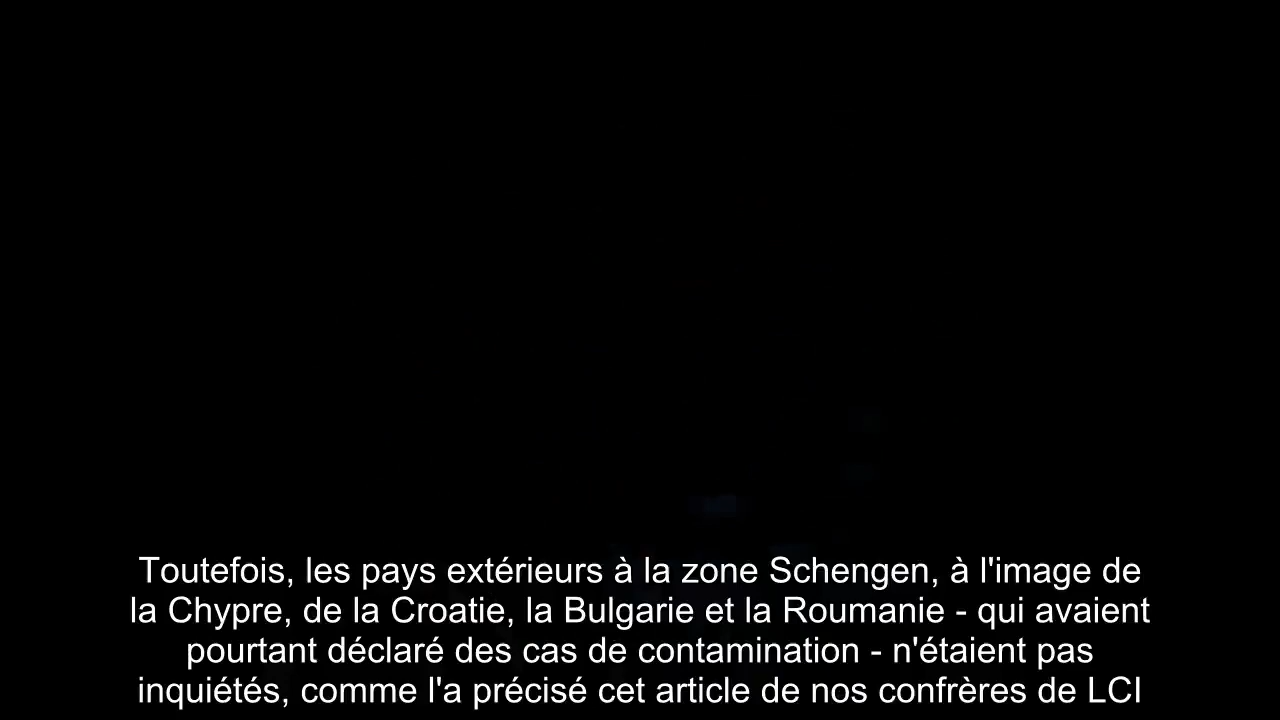 Toutefois, les pays extérieurs à la zone Schengen, à l'image de
la Chypre, de la Croatie, la Bulgarie et la Roumanie - qui avaient
pourtant déclaré des cas de contamination - n'étaient pas
inquiétés, comme l'a précisé cet article de nos confrères de LCI